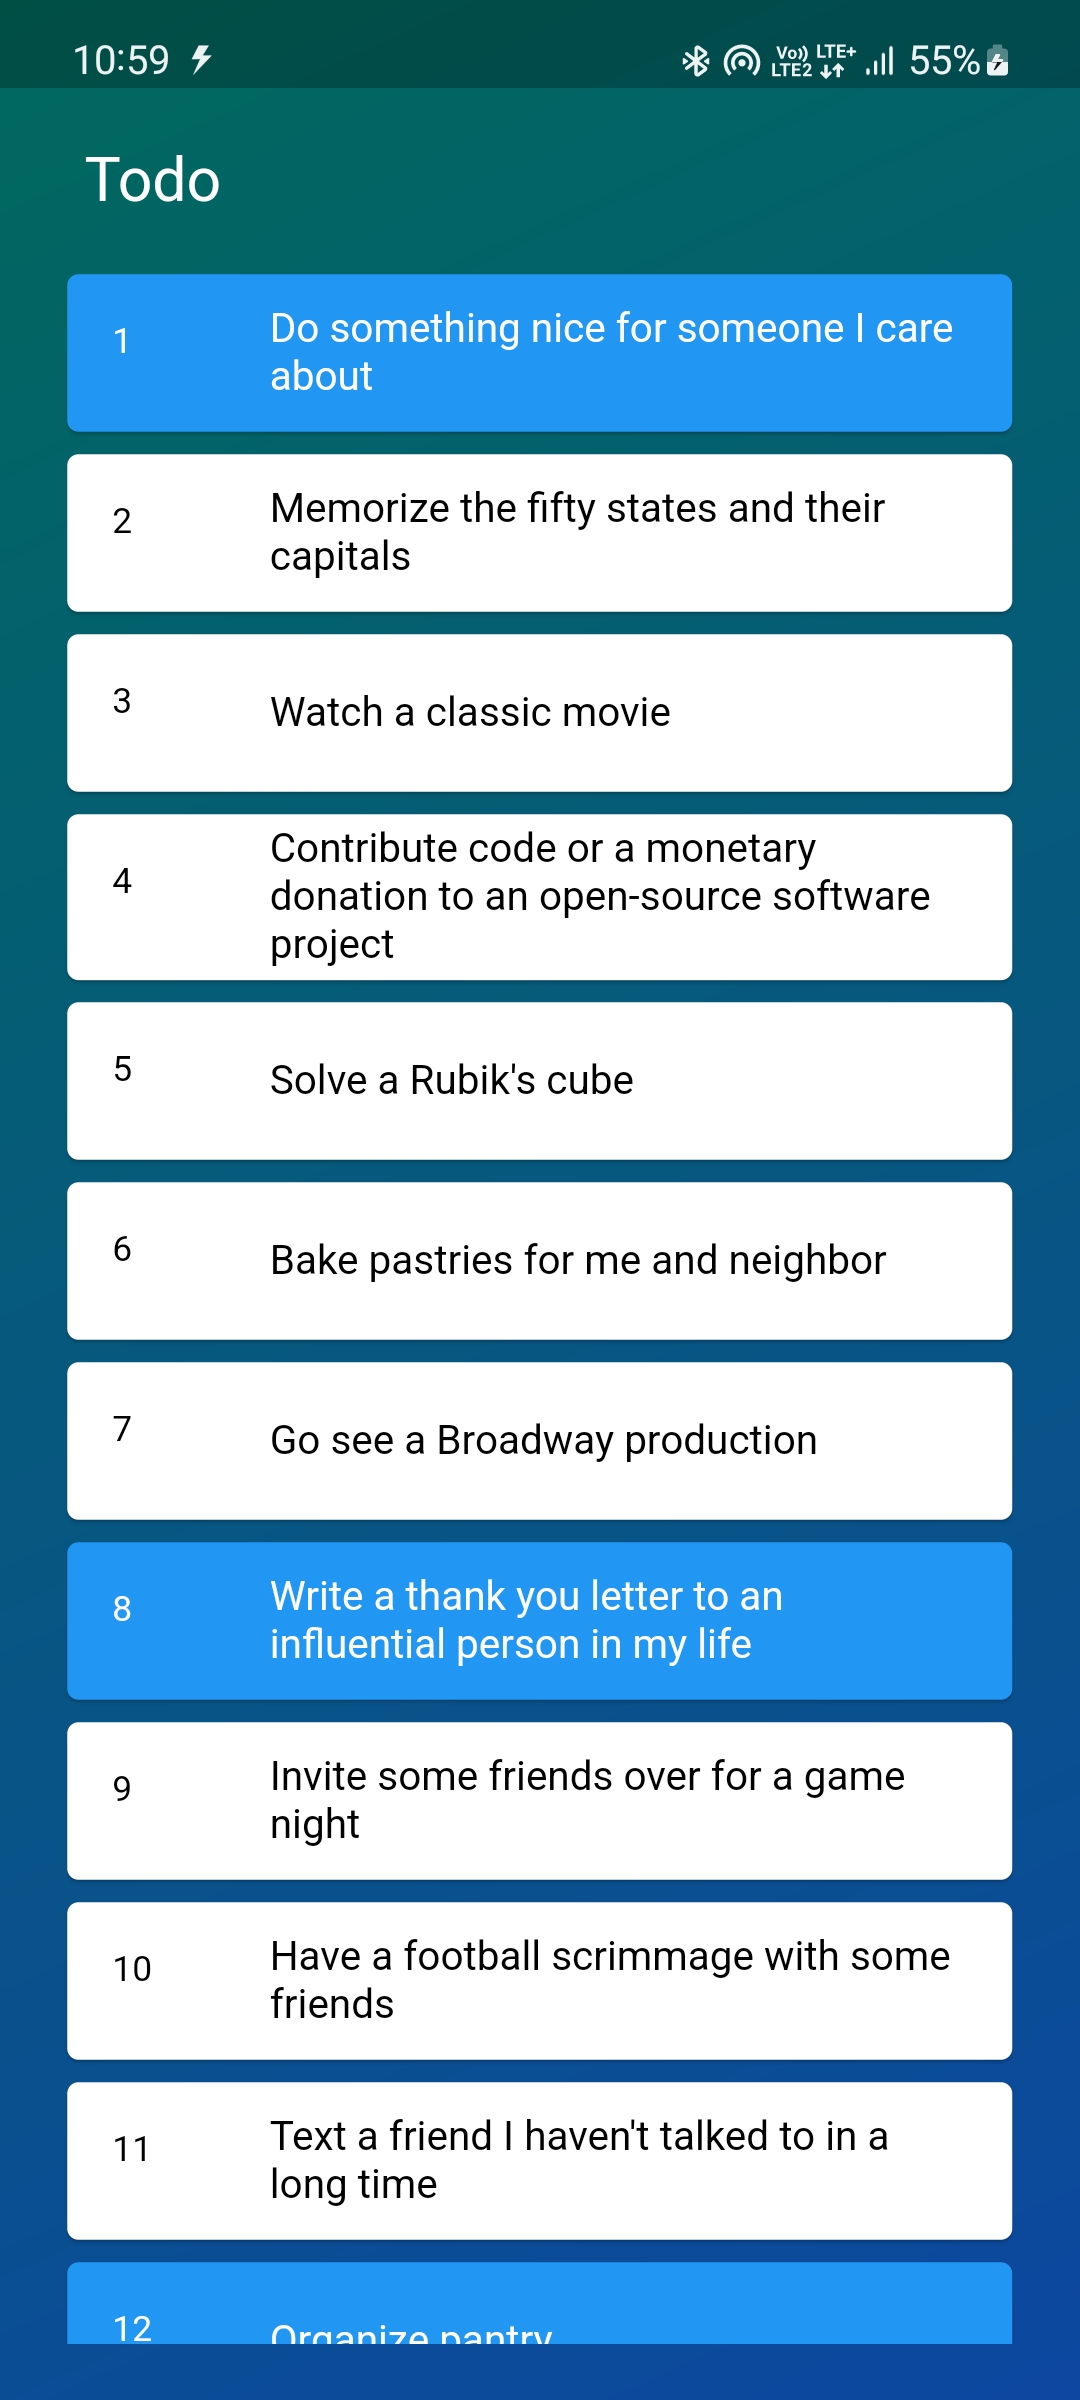 10:59 Vo)) LTE2 LTE+ 55%
Todo
1
Do something nice for someone I care
about
2
Memorize the fifty states and their
capitals
3
Watch a classic movie
4
Contribute code or a monetary
donation to an open-source software
project
5
Solve a Rubik's cube
6
Bake pastries for me and neighbor
7
Go see a Broadway production
8
Write a thank you letter to an
influential person in my life
9
Invite some friends over for a game
night
10
Have a football scrimmage with some
friends
11
Text a friend I haven't talked to in a
long time
12
Organize pantry